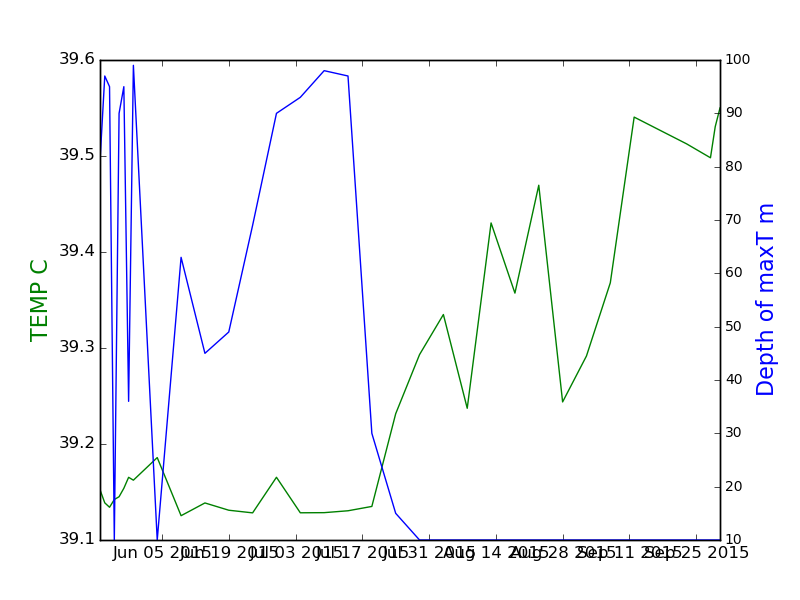 39.6
39.5
39.4
39.3
39.2
39.1
TEMP C
100
90
80
70
60
50
40
30
20
10
Depth of maxT m
Jun 05 2015
Jun 19 2015
Jul 03 2015
Jul 17 2015
Jul 31 2015
Aug 14 2015
Aug 28 2015
Sep 11 2015
Sep 25 2015